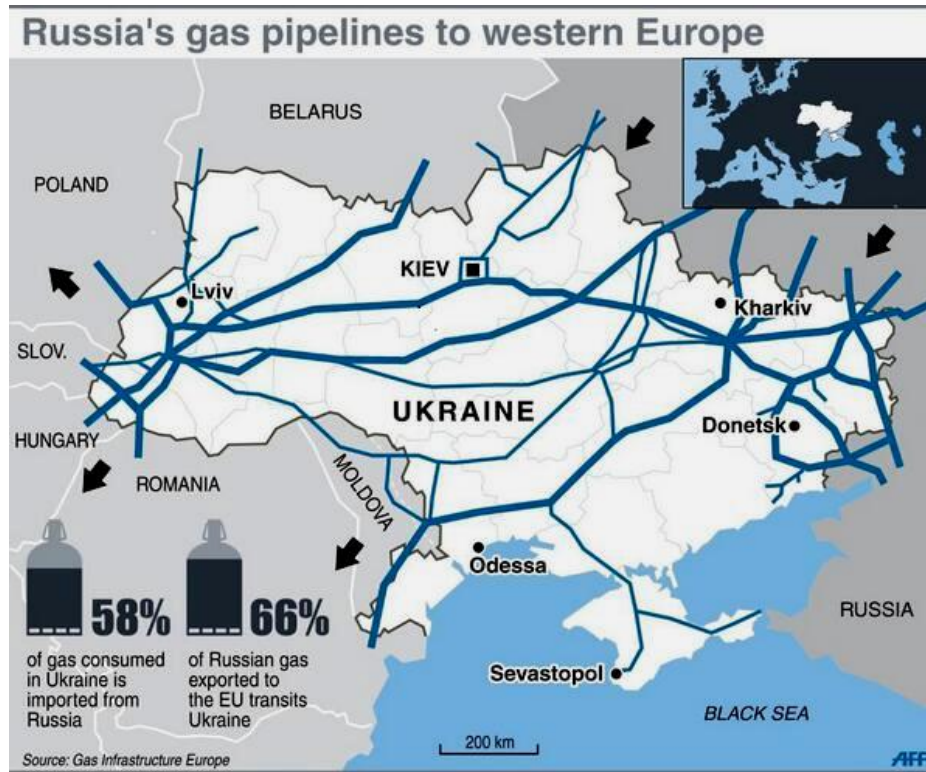 Russia's gas pipelines to western Europe
BELARUS
POLAND
KIEV
Lviv
Kharkiv
SLOV.
UKRAINE
Donetsk
HUNGARY
ROMANIA
MOLDOVA
Odessa
RUSSIA
58%
of gas consumed
in Ukraine is
imported from
Russia
66%
of Russian gas
exported to
the EU transits
Ukraine
Sevastopol
BLACK SEA
200 km
Source: Gas Infrastructure Europe
AFP